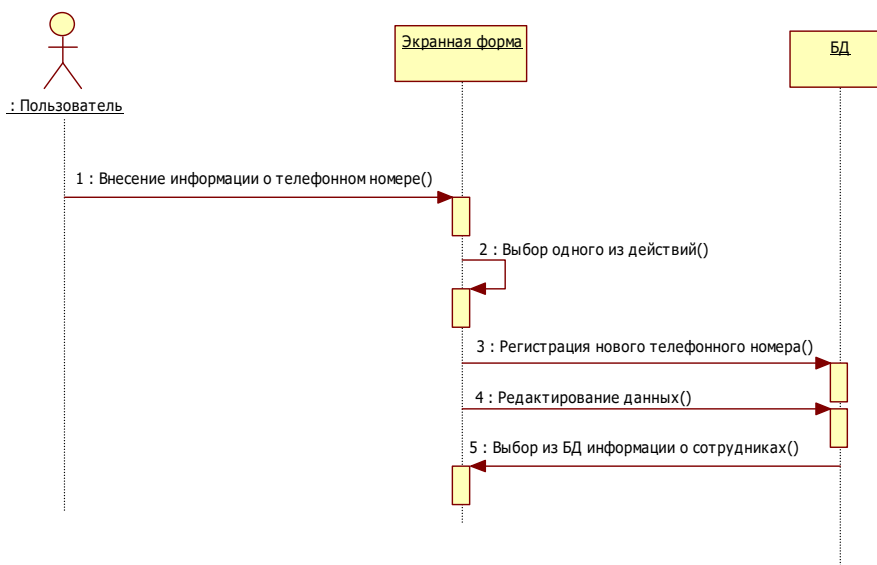 Экранная форма
БД
: Пользователь
1 : Внесение информации о телефонном номере()
2 : Выбор одного из действий()
3 : Регистрация нового телефонного номера()
4 : Редактирование данных()
5 : Выбор из БД информации о сотрудниках()